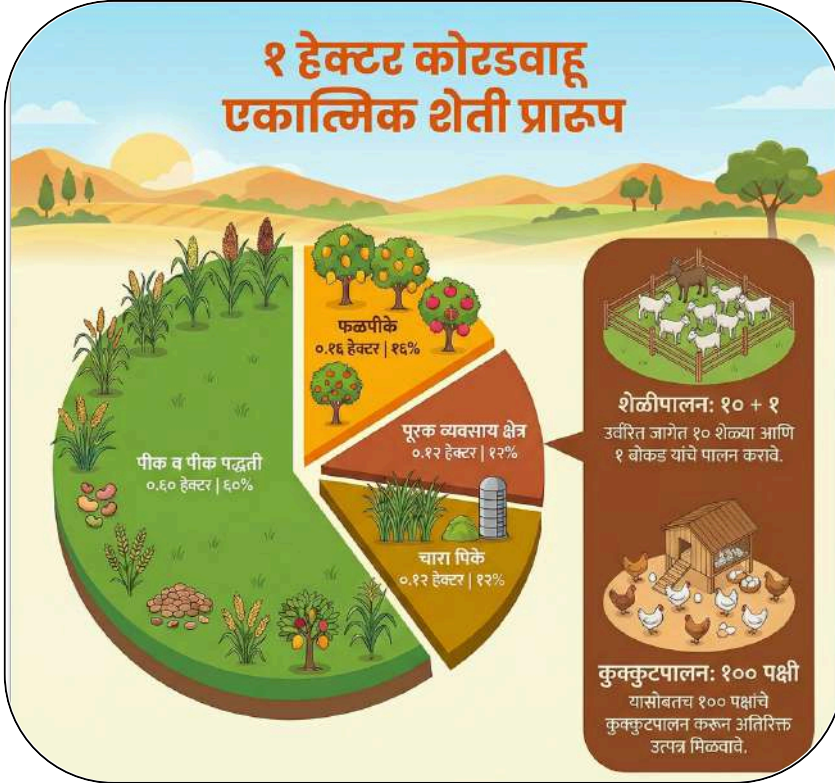 १ हेक्टर कोरडवाहू
एकात्मिक शेती प्रारूप
फळपीके
०.१६ हेक्टर | १६%
पूरक व्यवसाय क्षेत्र
०.१२ हेक्टर | १२%
पीक व पीक पद्धती
०.६० हेक्टर | ६०%
चारा पिके
०.१२ हेक्टर | १२%
शेळीपालन: १० + १
उर्वरित जागेत १० शेळ्या आणि
१ बोकड यांचे पालन करावे.
कुक्कुटपालन: १०० पक्षी
यासोबतच १०० पक्षांचे
कुक्कुटपालन करून अतिरिक्त
उत्पन्न मिळवावे.